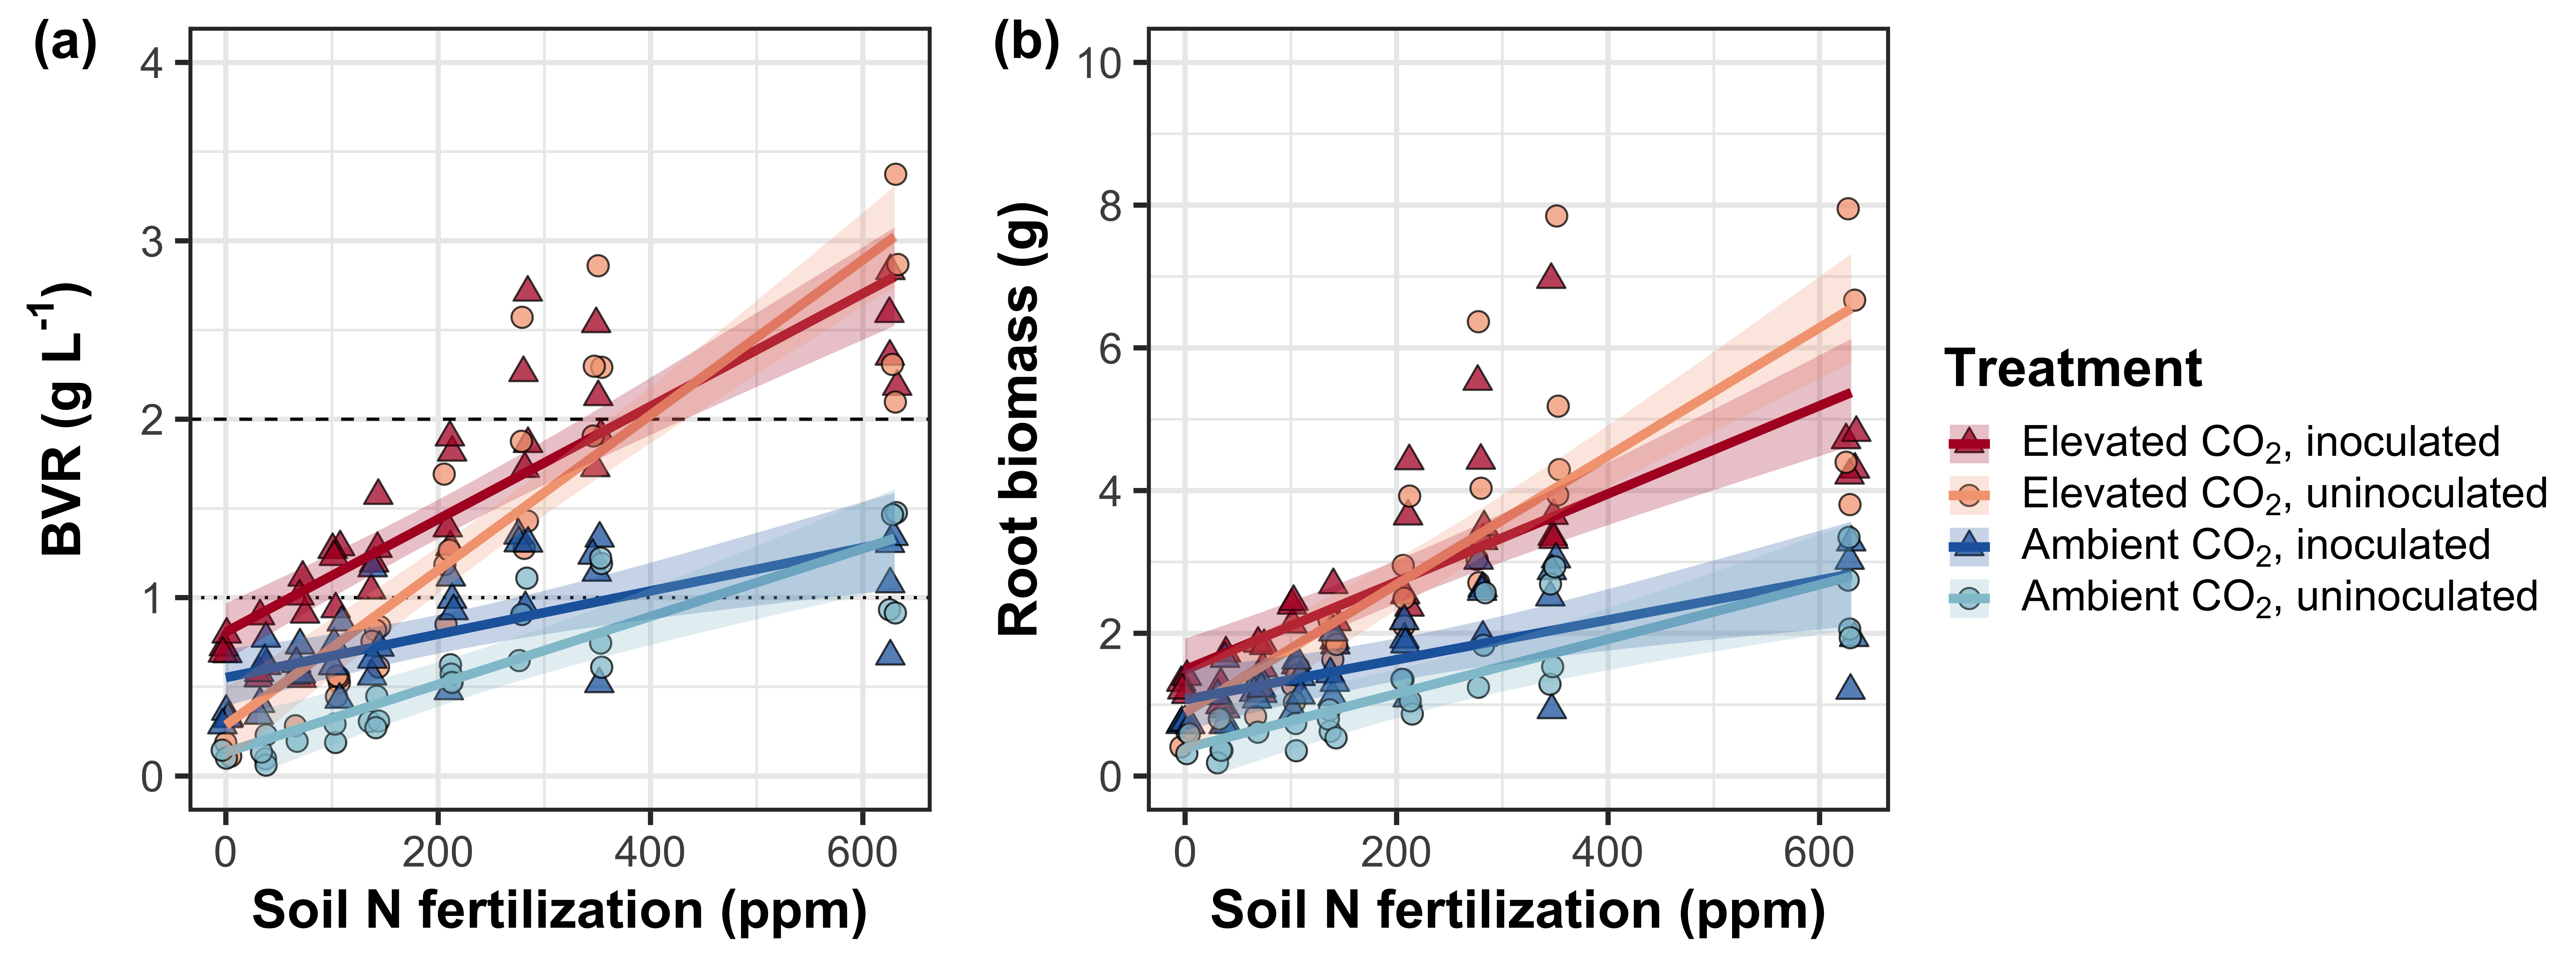 (a)
BVR (g L⁻¹)
4
3
2
1
0
0 200 400 600
Soil N fertilization (ppm)
(b)
Root biomass (g)
10
8
6
4
2
0
0 200 400 600
Soil N fertilization (ppm)
Treatment
Elevated CO₂, inoculated
Elevated CO₂, uninoculated
Ambient CO₂, inoculated
Ambient CO₂, uninoculated